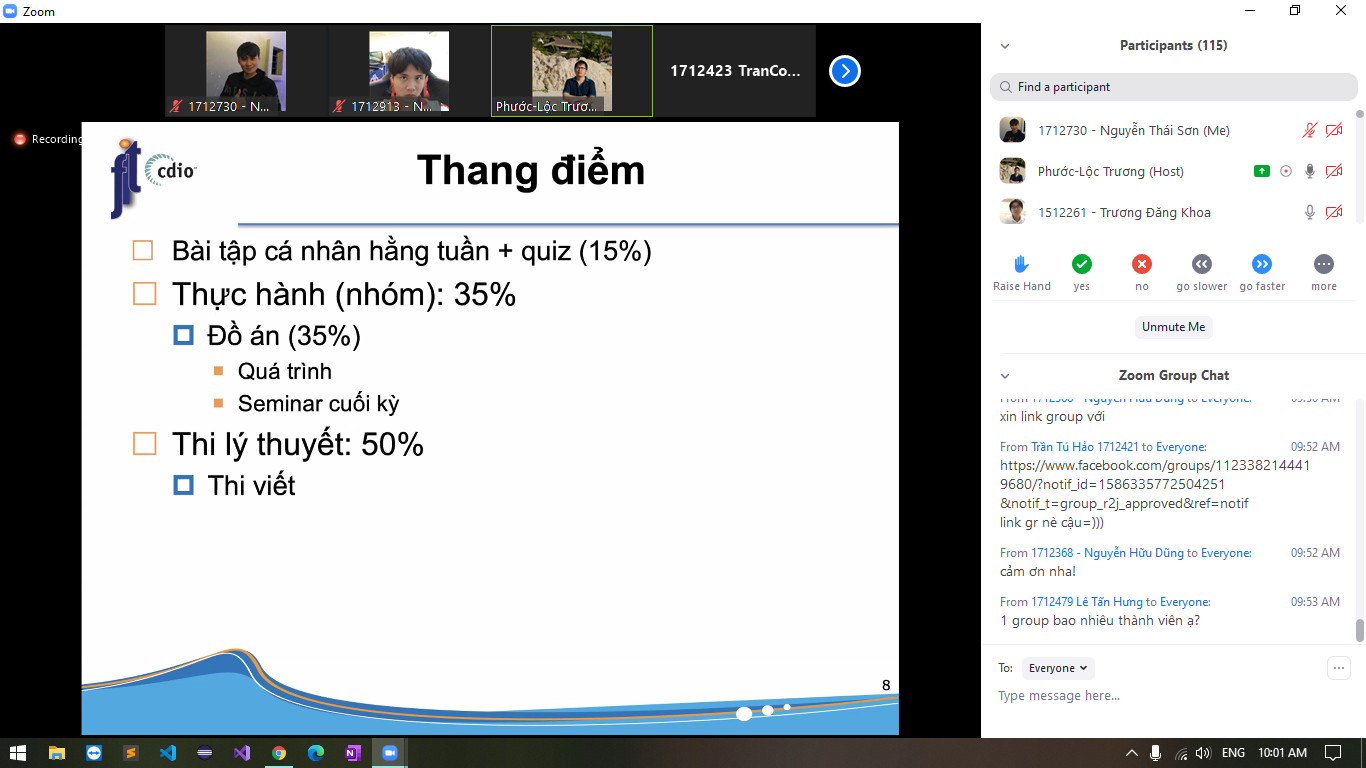 Zoom
1712730 - N...
1712913 - N...
Phước-Lộc Trươ...
1712423 TranCo...
Recording
fit
cdio
Thang điểm
Bài tập cá nhân hằng tuần + quiz (15%)
Thực hành (nhóm): 35%
Đồ án (35%)
Quá trình
Seminar cuối kỳ
Thi lý thuyết: 50%
Thi viết
8
Participants (115)
Find a participant
1712730 - Nguyễn Thái Sơn (Me)
Phước-Lộc Trương (Host)
1512261 - Trương Đăng Khoa
Raise Hand yes no go slower go faster more
Unmute Me
Zoom Group Chat
From 1712368 - Nguyễn Hữu Dũng to Everyone:
xin link group với
From Trần Tú Hảo 1712421 to Everyone: 09:52 AM
https://www.facebook.com/groups/112338214441
9680/?notif_id=1586335772504251
&notif_t=group_r2j_approved&ref=notif
link gr nè cậu=)))
From 1712368 - Nguyễn Hữu Dũng to Everyone: 09:52 AM
cảm ơn nha!
From 1712479 Lê Tấn Hưng to Everyone: 09:53 AM
1 group bao nhiêu thành viên ạ?
To: Everyone
Type message here...
ENG 10:01 AM